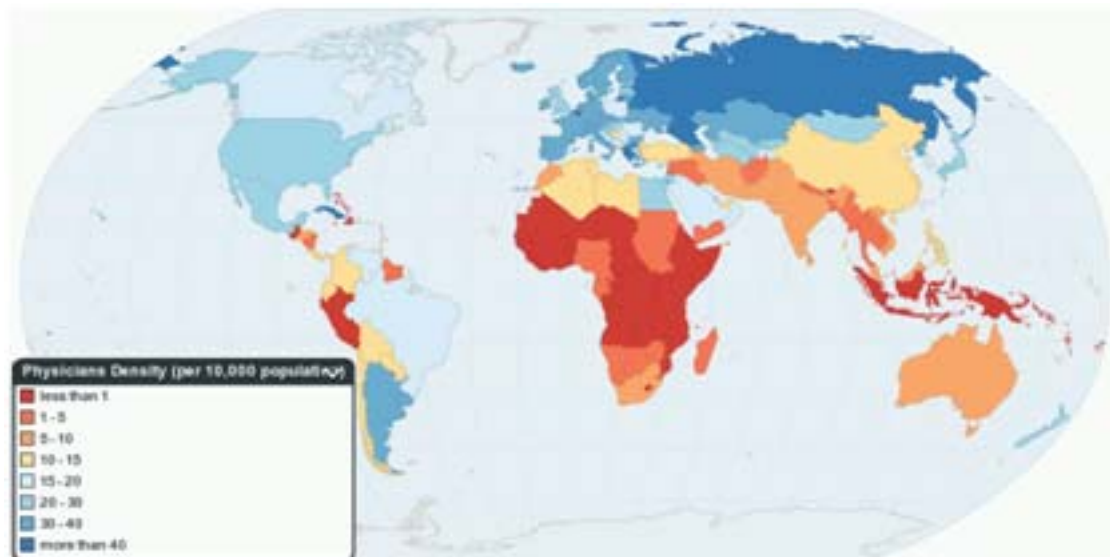 Physicians Density (per 10,000 population)
less than 1
1 - 5
5 - 10
10 - 15
15 - 20
20 - 30
30 - 40
more than 40